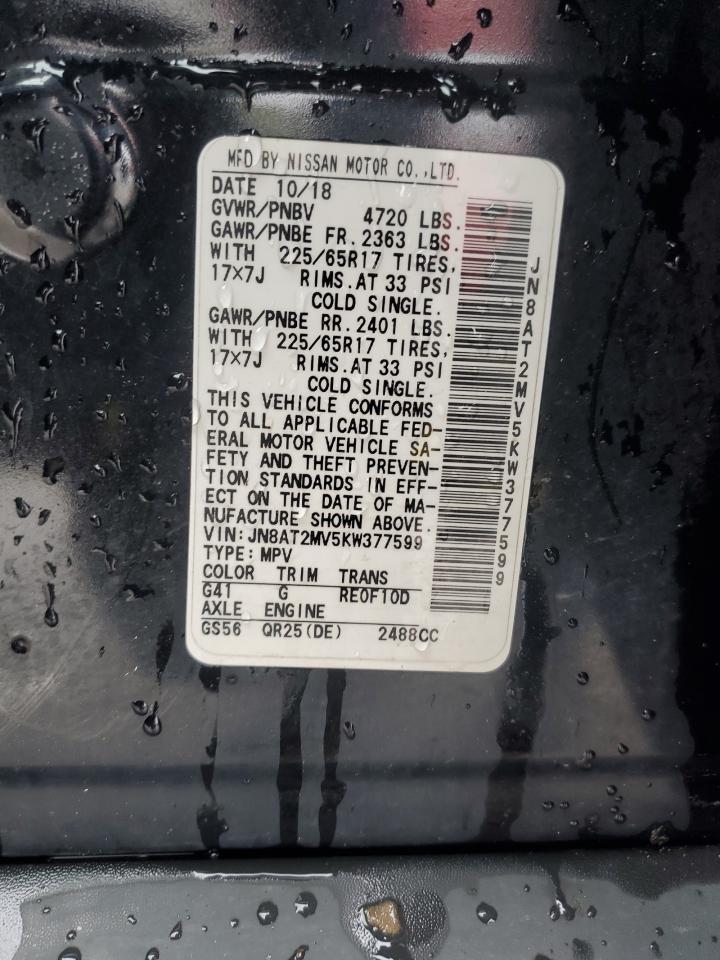 MFD BY NISSAN MOTOR CO.,LTD.
DATE 10/18
GVWR/PNBV 4720 LBS.
GAWR/PNBE FR. 2363 LBS.
WITH 225/65R17 TIRES,
17×7J RIMS.AT 33 PSI
COLD SINGLE.
GAWR/PNBE RR. 2401 LBS.
WITH 225/65R17 TIRES,
17×7J RIMS.AT 33 PSI
COLD SINGLE.
THIS VEHICLE CONFORMS
TO ALL APPLICABLE FED-
ERAL MOTOR VEHICLE SA-
FETY AND THEFT PREVEN-
TION STANDARDS IN EFF-
ECT ON THE DATE OF MA-
NUFACTURE SHOWN ABOVE.
VIN:JN8AT2MV5KW377599
TYPE:MPV
COLOR TRIM TRANS
G41 G RE0F10D
AXLE ENGINE
GS56 QR25(DE) 2488CC
JN8AT2MV5KW377599